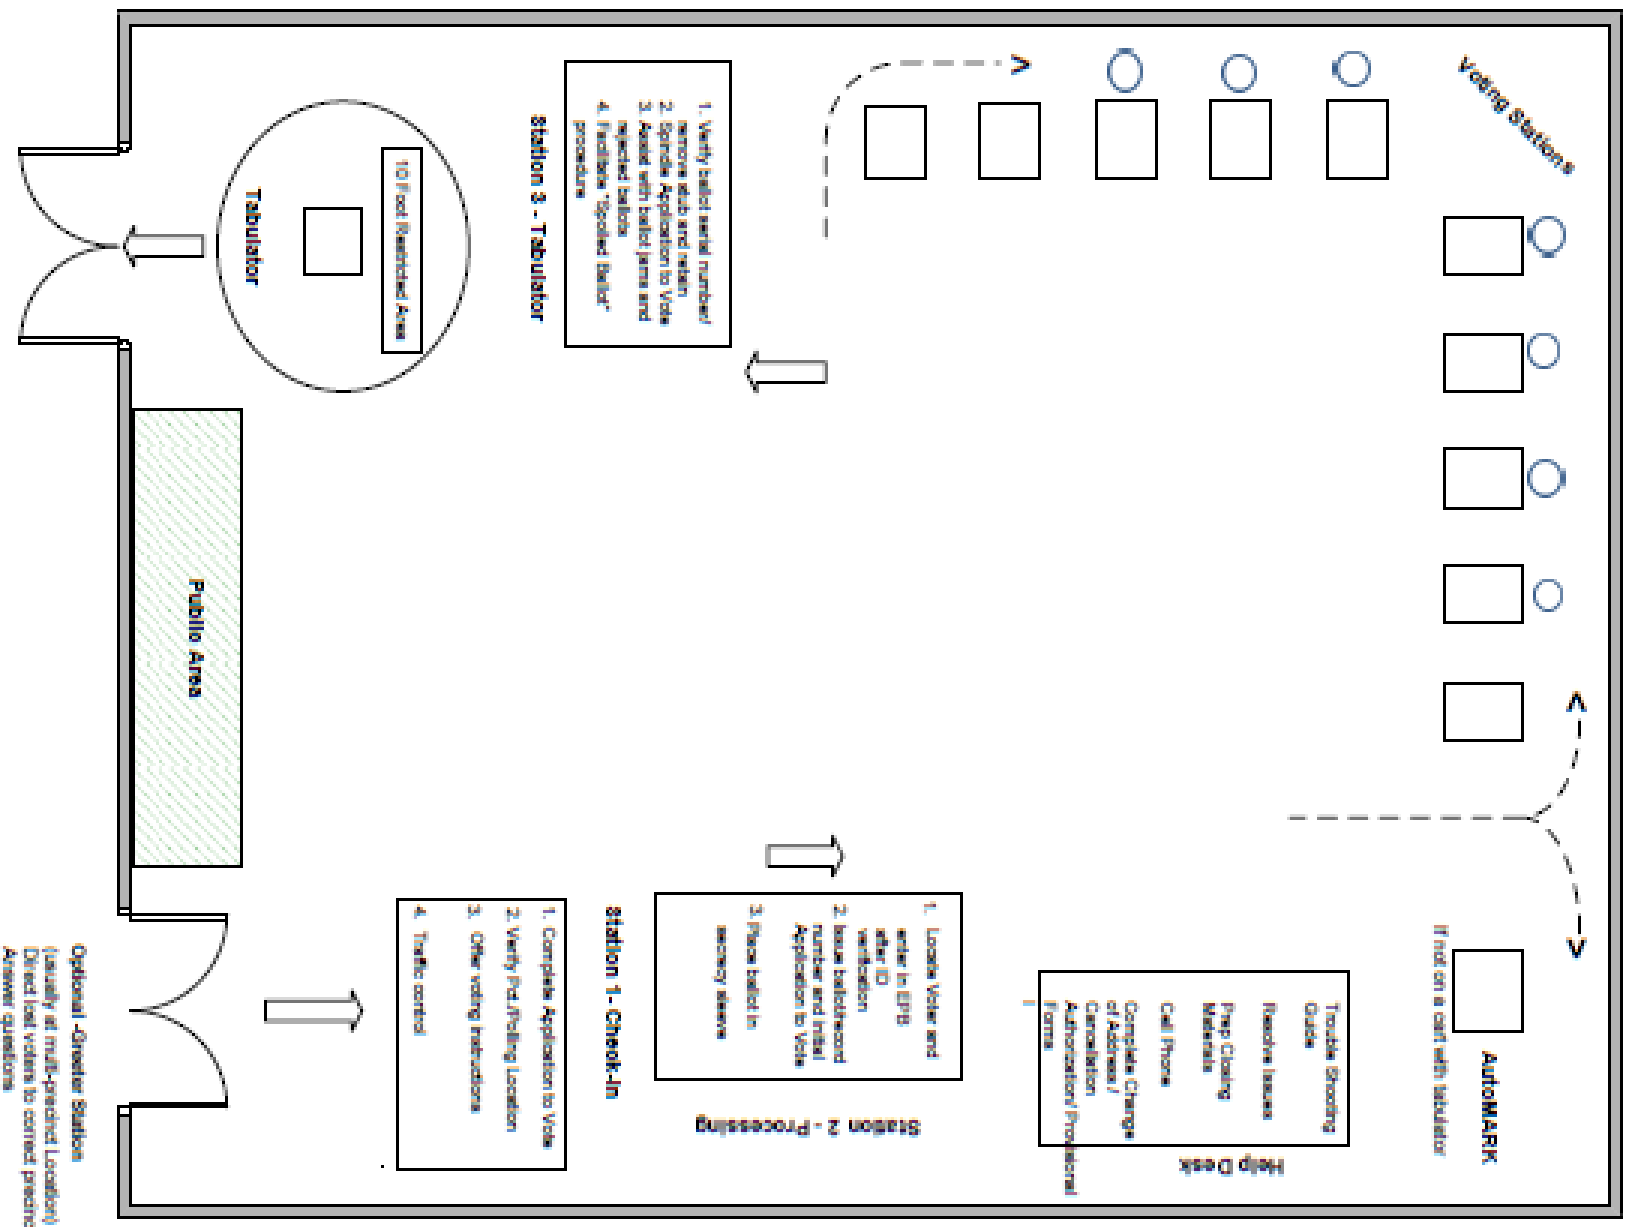 Voting Stations
1. Verify ballot serial number/
remove stub and retain
2. Spindle Application to Vote
3. Assist with ballot jams and
rejected ballots
4. Facilitate "Spoiled Ballot"
procedure
Station 3 - Tabulator
10 Foot Restricted Area
Tabulator
Public Area
AutoMARK
If not on a cart with tabulator
Trouble Shooting
Guide
Resolve Issues
Prep Closing
Materials
Cell Phone
Complete Change
of Address /
Cancellation
Authorization/ Provisional
Forms
Help Desk
1. Locate Voter and
enter in EPB
after ID
verification
2. Issue ballot/record
number and initial
Application to Vote
3. Place ballot in
secrecy sleeve
Station 2 - Processing
Station 1 - Check-In
1. Complete Application to Vote
2. Verify Pct./Polling Location
3. Offer voting instructions
4. Traffic control
Optional -Greeter Station
(usually at multi-precinct Location)
Direct lost voters to correct precinc
Answer questions